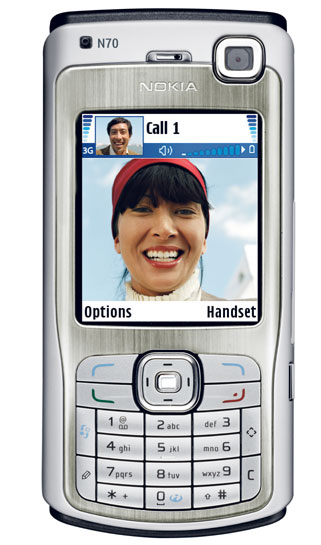 N70
NOKIA
3G Call 1
Options Handset
1 @ 2 abc def 3
4 ghi 5 jkl mno 6
7 pqrs 8 tuv wxyz 9 C
* + 0 ⇧ #